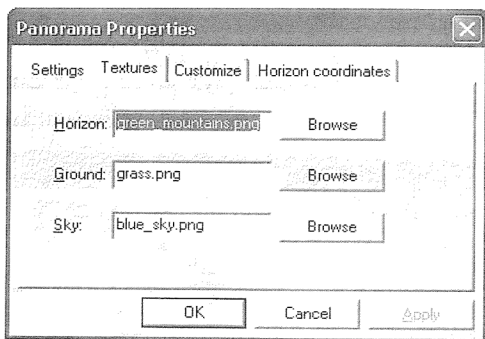 Panorama Properties
Settings Textures Customize Horizon coordinates
Horizon: green_mountains.png Browse
Ground: grass.png Browse
Sky: blue_sky.png Browse
OK Cancel Apply